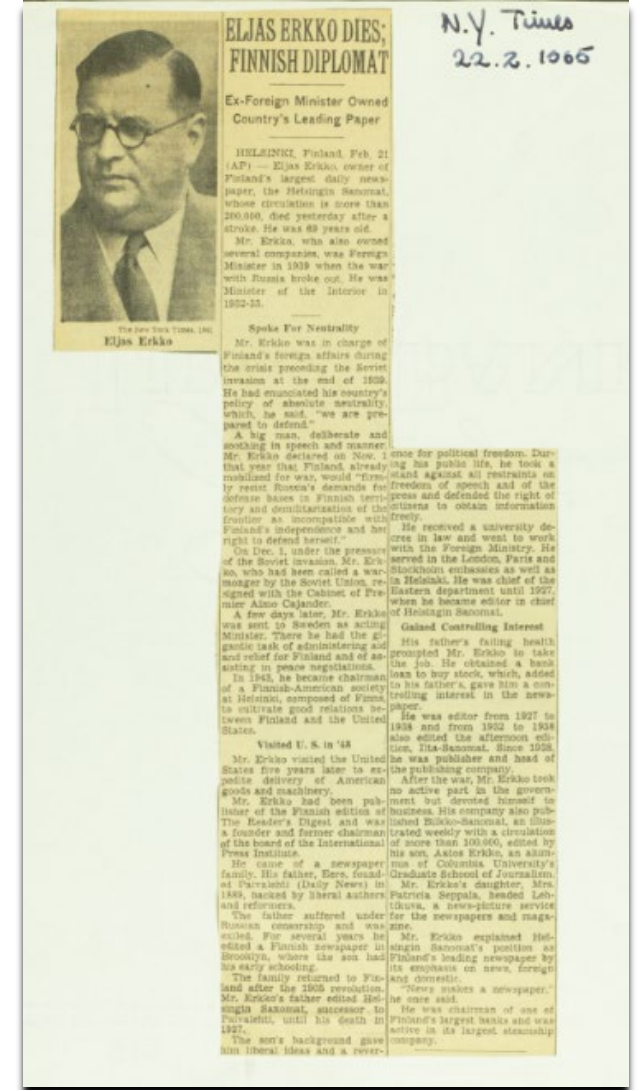 N.Y. Times
22.2.1965
ELJAS ERKKO DIES;
FINNISH DIPLOMAT
Ex-Foreign Minister Owned
Country's Leading Paper
The New York Times, 1941
Eljas Erkko
HELSINKI, Finland, Feb. 21
(AP) — Eljas Erkko, owner of
Finland's largest daily news-
paper, the Helsingin Sanomat,
whose circulation is more than
200,000, died yesterday after a
stroke. He was 69 years old.
Mr. Erkko, who also owned
several companies, was Foreign
Minister in 1939 when the war
with Russia broke out. He was
Minister of the Interior in
1932-33.
Spoke For Neutrality
Mr. Erkko was in charge of
Finland's foreign affairs during
the crisis preceding the Soviet
invasion at the end of 1939.
He had enunciated his country's
policy of absolute neutrality,
which, he said, "we are pre-
pared to defend."
A big man, deliberate and
soothing in speech and manner,
Mr. Erkko declared on Nov. 1
that year that Finland, already
mobilized for war, would "firm-
ly resist Russia's demands for
defense bases in Finnish terri-
tory and demilitarization of the
frontier as incompatible with
Finland's independence and her
right to defend herself."
On Dec. 1, under the pressure
of the Soviet invasion, Mr. Erk-
ko, who had been called a war-
monger by the Soviet Union, re-
signed with the Cabinet of Pre-
mier Aimo Cajander.
A few days later, Mr. Erkko
was sent to Sweden as acting
Minister. There he had the gi-
gantic task of administering aid
and relief for Finland and of as-
sisting in peace negotiations.
In 1943, he became chairman
of a Finnish-American society
at Helsinki, composed of Finns,
to cultivate good relations be-
tween Finland and the United
States.
Visited U. S. in '48
Mr. Erkko visited the United
States five years later to ex-
pedite delivery of American
goods and machinery.
Mr. Erkko had been pub-
lisher of the Finnish edition of
The Reader's Digest and was
a founder and former chairman
of the board of the International
Press Institute.
He came of a newspaper
family. His father, Eero, found-
ed Paivalehti (Daily News) in
1889, backed by liberal authors
and reformers.
The father suffered under
Russian censorship and was
exiled. For several years he
edited a Finnish newspaper in
Brooklyn, where the son had
his early schooling.
The family returned to Fin-
land after the 1905 revolution.
Mr. Erkko's father edited Hel-
singin Sanomat, successor to
Paivalehti, until his death in
1927.
The son's background gave
him liberal ideas and a rever-
ence for political freedom. Dur-
ing his public life, he took a
stand against all restraints on
freedom of speech and of the
press and defended the right of
citizens to obtain information
freely.
He received a university de-
cree in law and went to work
with the Foreign Ministry. He
served in the London, Paris and
Stockholm embassies as well as
in Helsinki. He was chief of the
Eastern department until 1927,
when he became editor in chief
of Helsingin Sanomat.
Gained Controlling Interest
His father's failing health
prompted Mr. Erkko to take
the job. He obtained a bank
loan to buy stock, which, added
to his father's, gave him a con-
trolling interest in the news-
paper.
He was editor from 1927 to
1938 and from 1932 to 1938
also edited the afternoon edi-
tion, Ilta-Sanomat. Since 1938,
he was publisher and head of
the publishing company.
After the war, Mr. Erkko took
no active part in the govern-
ment but devoted himself to
business. His company also pub-
lished Biikko-Sanomat, an illus-
trated weekly with a circulation
of more than 100,000, edited by
his son, Aatos Erkko, an alum-
nus of Columbia University's
Graduate School of Journalism.
Mr. Erkko's daughter, Mrs.
Patricia Seppala, headed Leh-
tikuva, a news-picture service
for the newspapers and maga-
zine.
Mr. Erkko explained Hel-
singin Sanomat's position as
Finland's leading newspaper by
its emphasis on news, foreign
and domestic.
"News makes a newspaper,"
he once said.
He was chairman of one of
Finland's largest banks and was
active in its largest steamship
company.